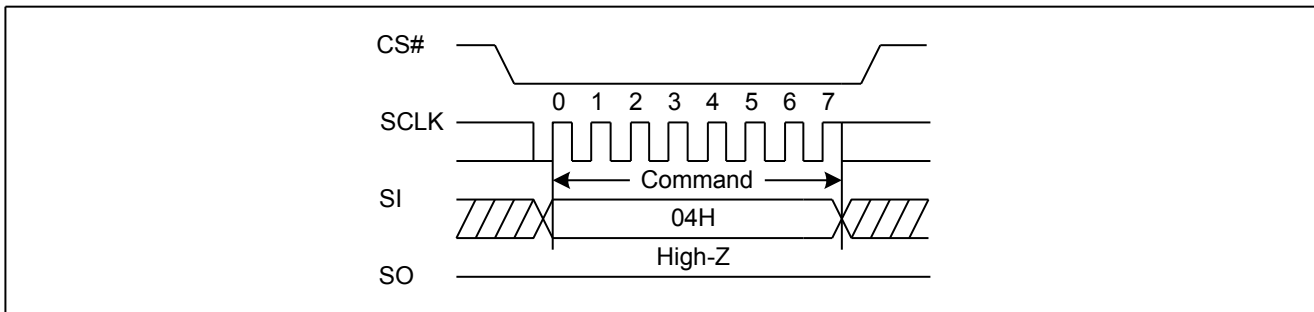 CS#
0 1 2 3 4 5 6 7
SCLK
Command
SI
04H
High-Z
SO